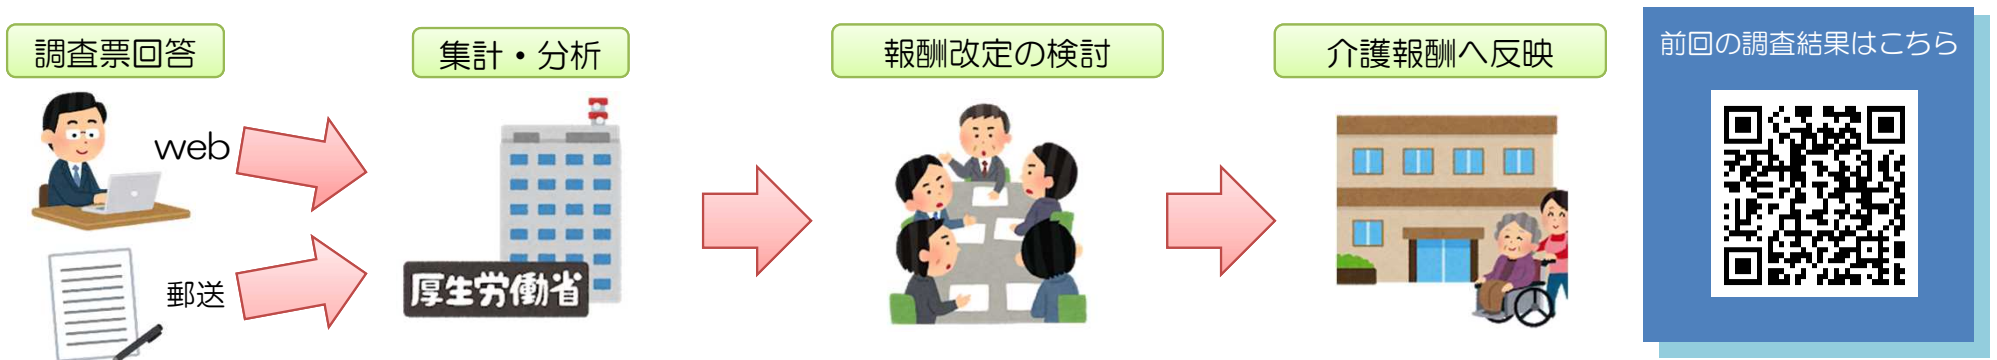 調査票回答
集計・分析
報酬改定の検討
介護報酬へ反映
前回の調査結果はこちら
web
郵送
厚生労働省